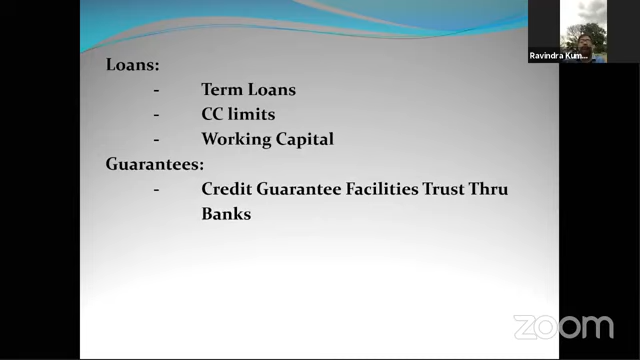 Ravindra Kum...
Loans:
- Term Loans
- CC limits
- Working Capital
Guarantees:
- Credit Guarantee Facilities Trust Thru
Banks
zoom